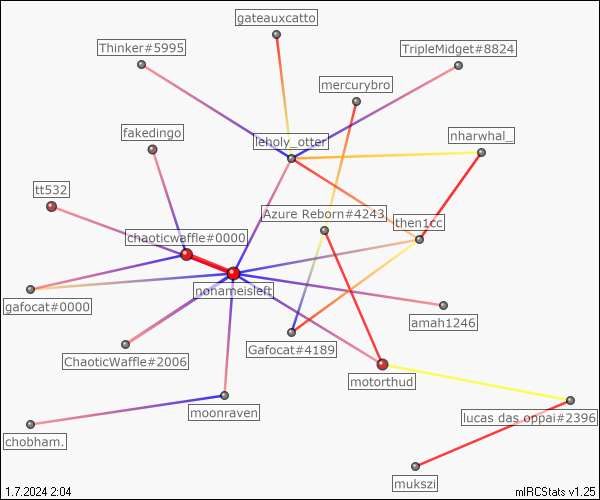 gateauxcatto
Thinker#5995
TripleMidget#8824
mercurybro
fakedingo
ieholy_otter
nharwhal_
tt532
Azure Reborn#4243
then1cc
chaoticwaffle#0000
nonameisleft
gafocat#0000
amah1246
ChaoticWaffle#2006
Gafocat#4189
motorthud
moonraven
lucas das oppai#2396
chobham.
mukszi
1.7.2024 2:04
mIRCStats v1.25